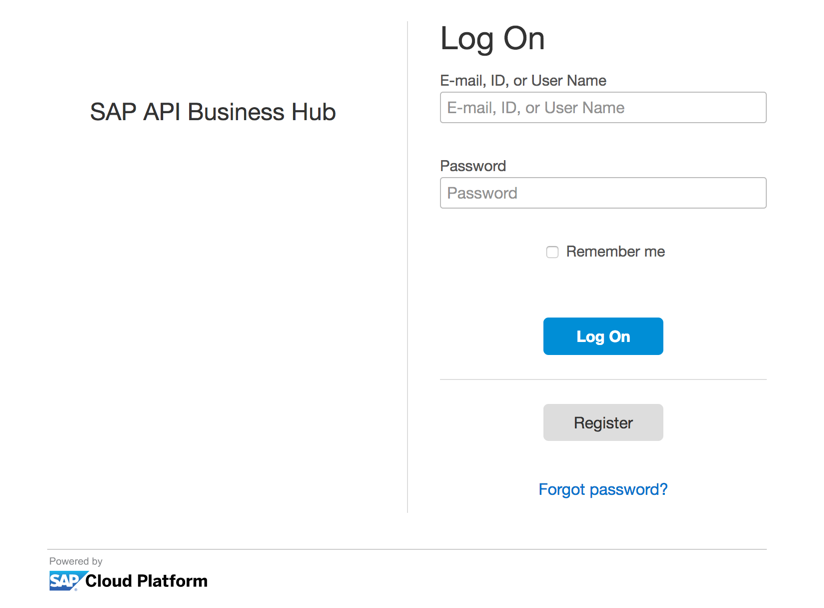 SAP API Business Hub
Log On
E-mail, ID, or User Name
E-mail, ID, or User Name
Password
Password
Remember me
Log On
Register
Forgot password?
Powered by
SAP Cloud Platform